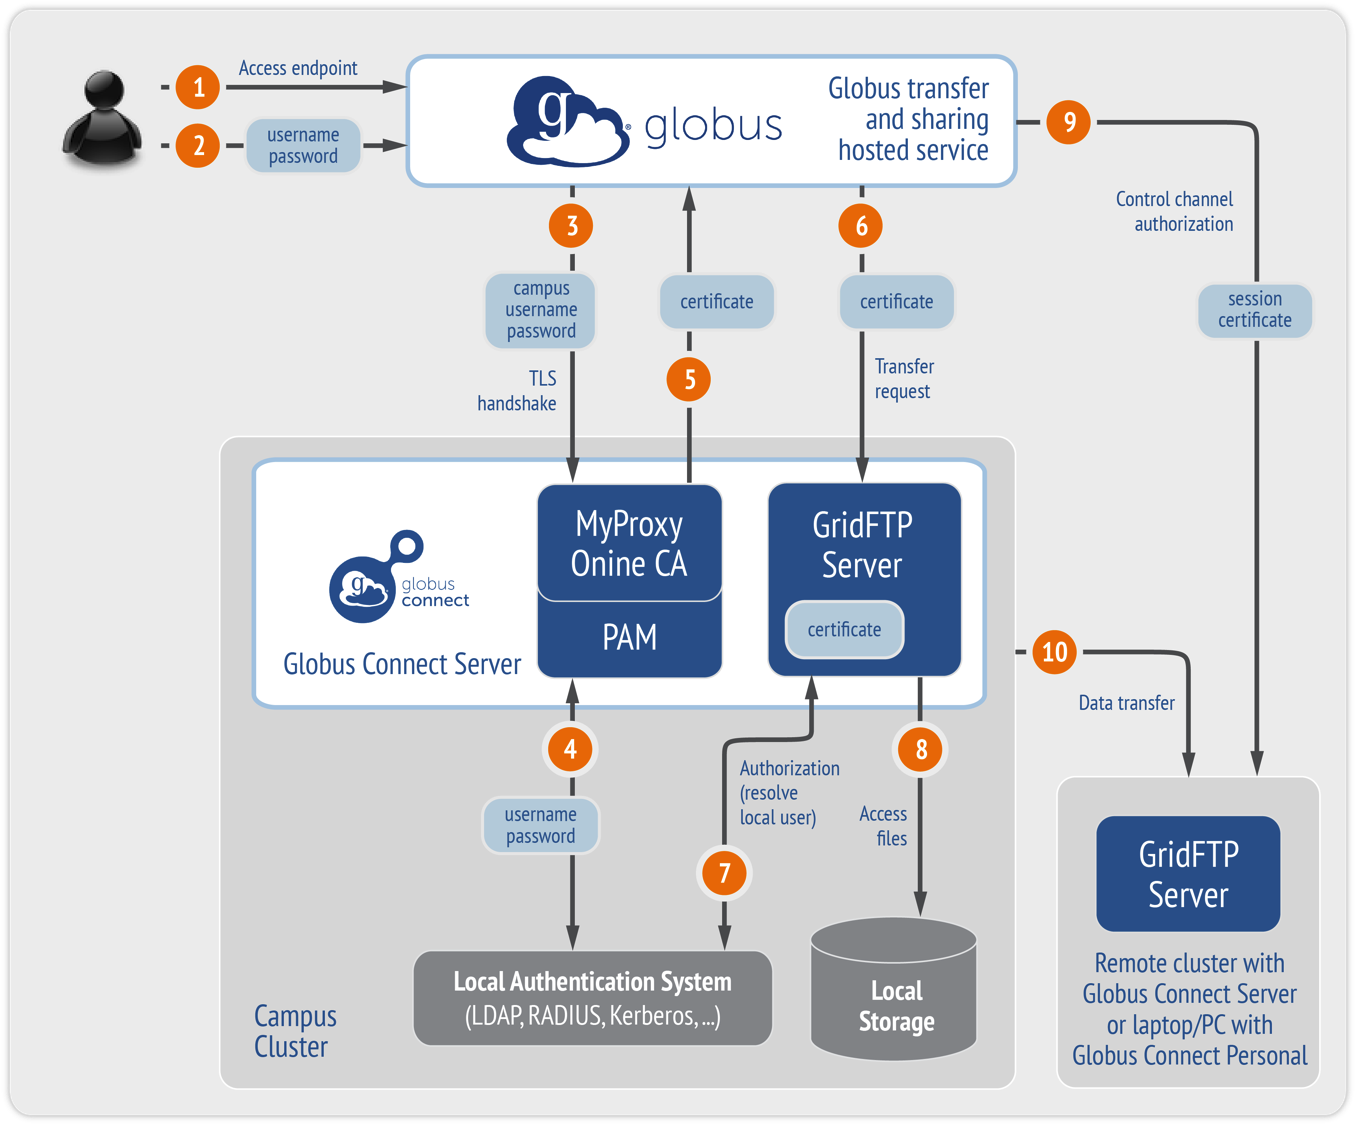 1
Access endpoint
2
username
password
g
®
globus
Globus transfer
and sharing
hosted service
9
Control channel
authorization
session
certificate
3
campus
username
password
TLS
handshake
certificate
5
6
certificate
Transfer
request
g
globus
connect
Globus Connect Server
MyProxy
Onine CA
PAM
GridFTP
Server
certificate
10
Data transfer
4
username
password
Authorization
(resolve
local user)
7
8
Access
files
Local Authentication System
(LDAP, RADIUS, Kerberos, ...)
Local
Storage
Campus
Cluster
GridFTP
Server
Remote cluster with
Globus Connect Server
or laptop/PC with
Globus Connect Personal